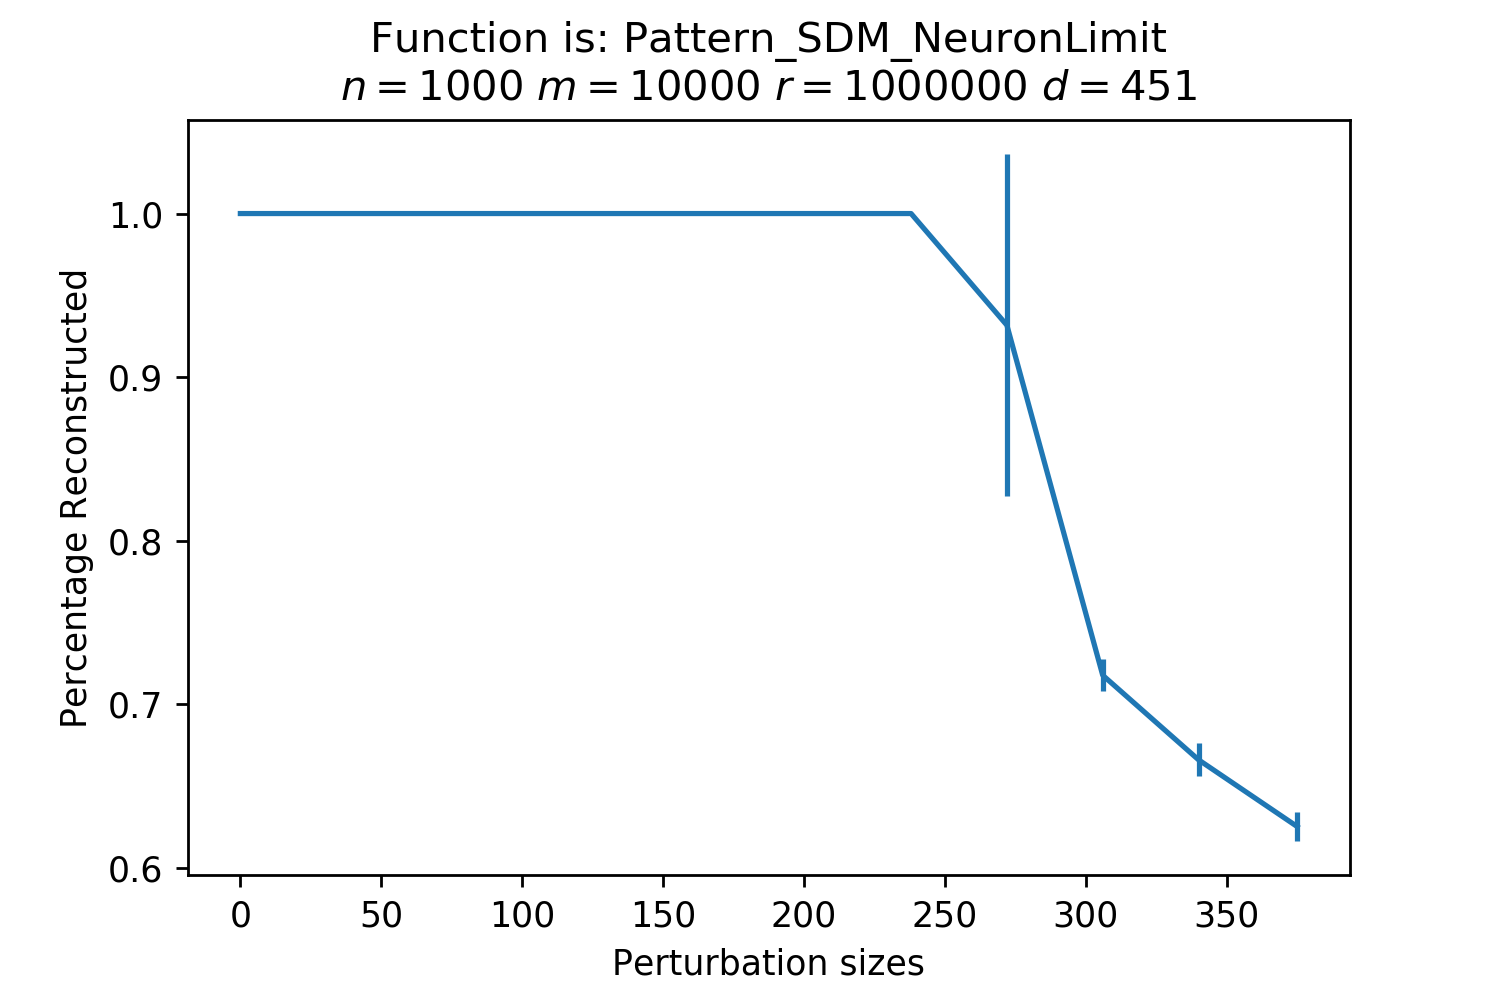 Function is: Pattern_SDM_NeuronLimit
n = 1000 m = 10000 r = 1000000 d = 451
Percentage Reconstructed
1.0
0.9
0.8
0.7
0.6
0 50 100 150 200 250 300 350
Perturbation sizes